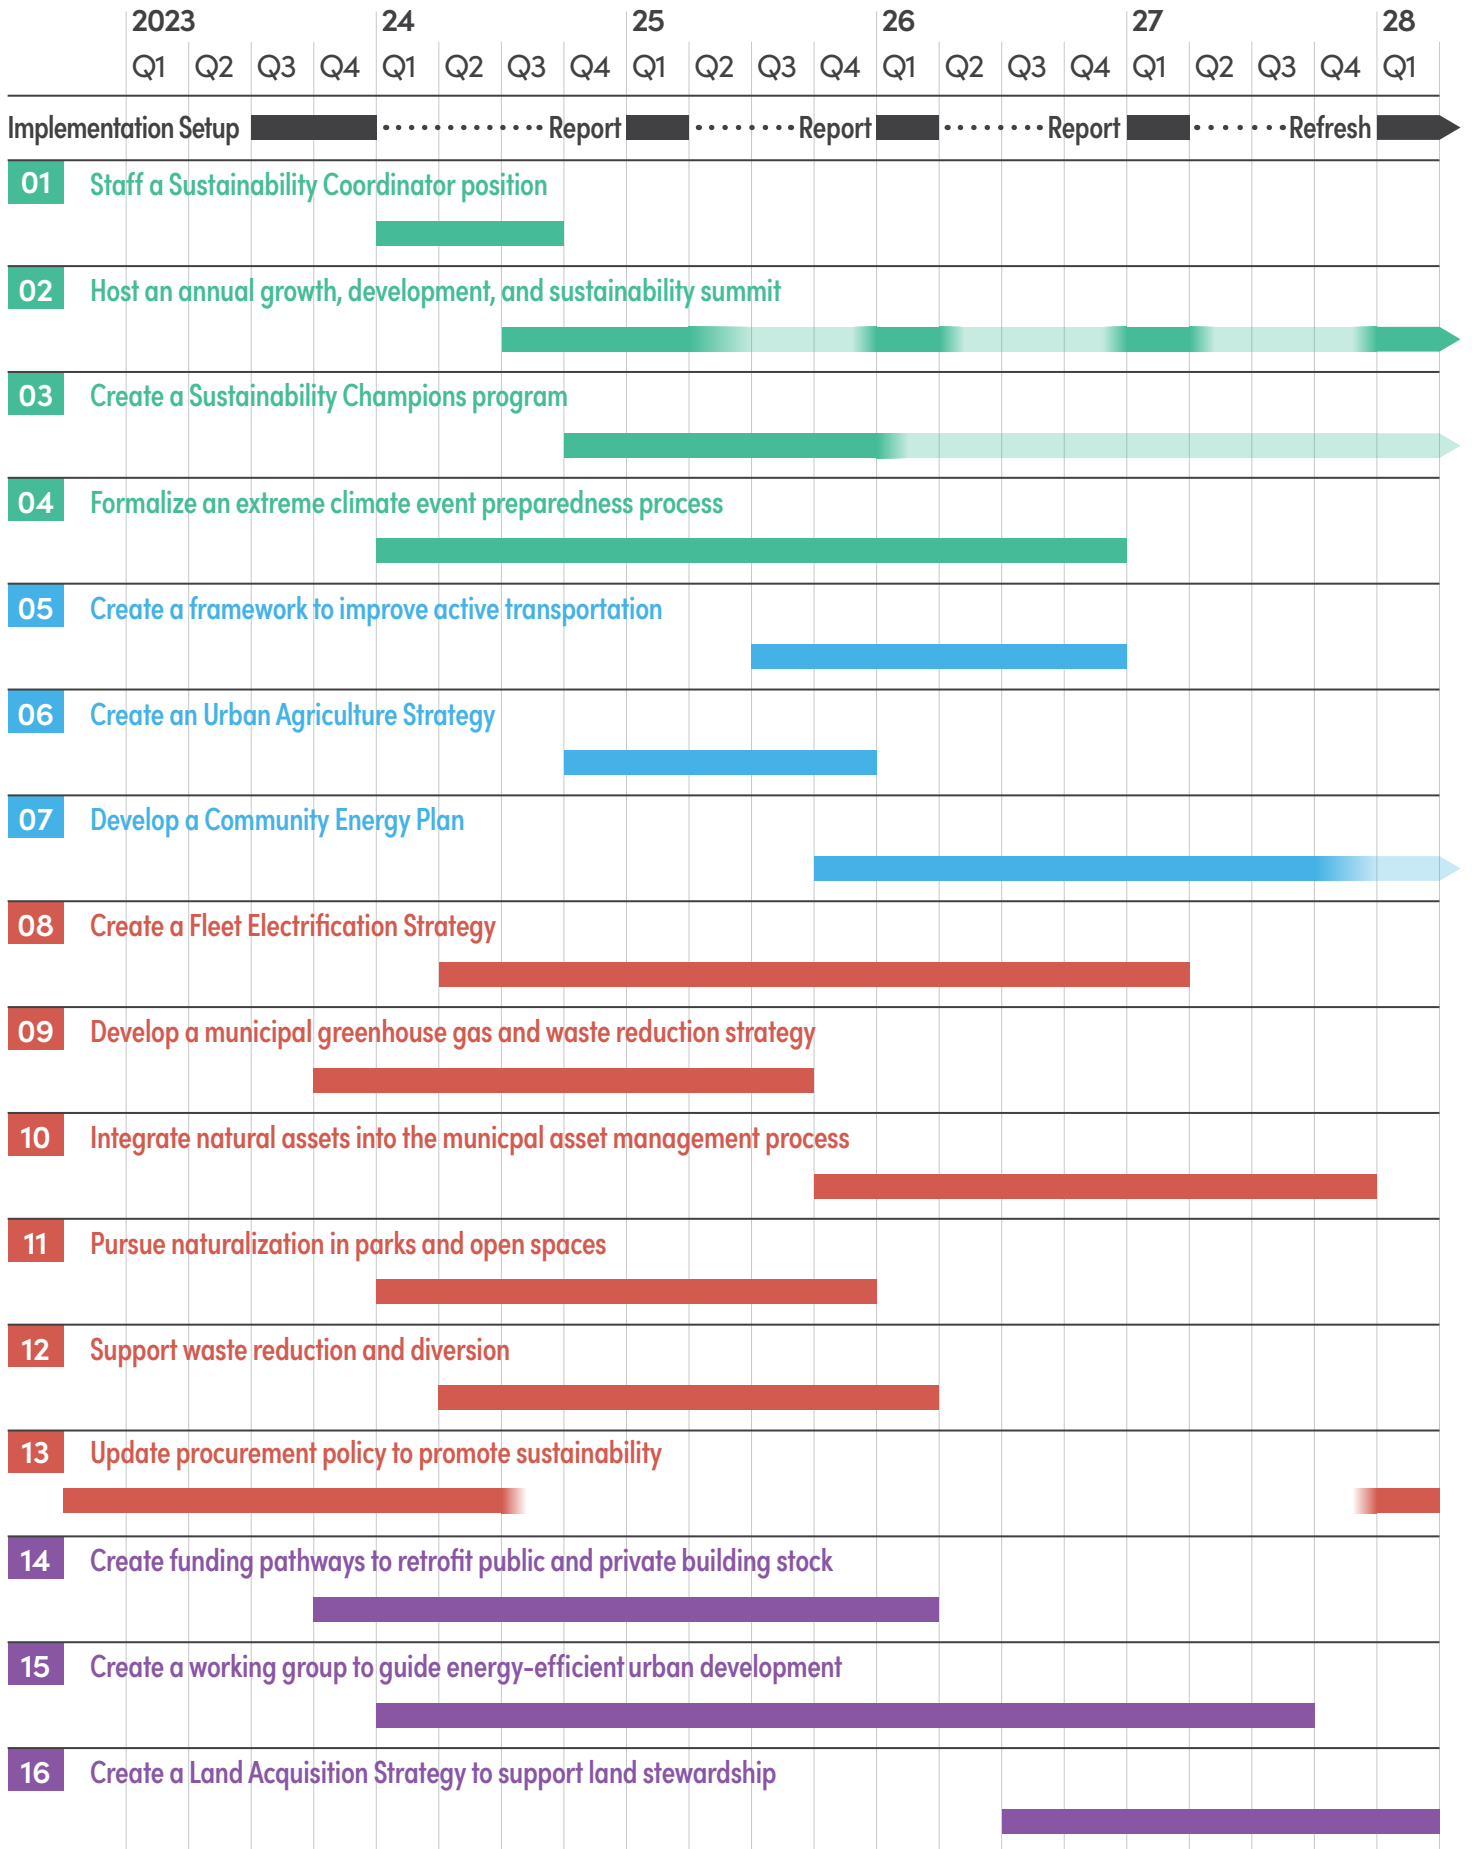 2023 24 25 26 27 28
Q1 Q2 Q3 Q4 Q1 Q2 Q3 Q4 Q1 Q2 Q3 Q4 Q1 Q2 Q3 Q4 Q1 Q2 Q3 Q4 Q1
Implementation Setup Report Report Report Refresh
01 Staff a Sustainability Coordinator position
02 Host an annual growth, development, and sustainability summit
03 Create a Sustainability Champions program
04 Formalize an extreme climate event preparedness process
05 Create a framework to improve active transportation
06 Create an Urban Agriculture Strategy
07 Develop a Community Energy Plan
08 Create a Fleet Electrification Strategy
09 Develop a municipal greenhouse gas and waste reduction strategy
10 Integrate natural assets into the municpal asset management process
11 Pursue naturalization in parks and open spaces
12 Support waste reduction and diversion
13 Update procurement policy to promote sustainability
14 Create funding pathways to retrofit public and private building stock
15 Create a working group to guide energy-efficient urban development
16 Create a Land Acquisition Strategy to support land stewardship